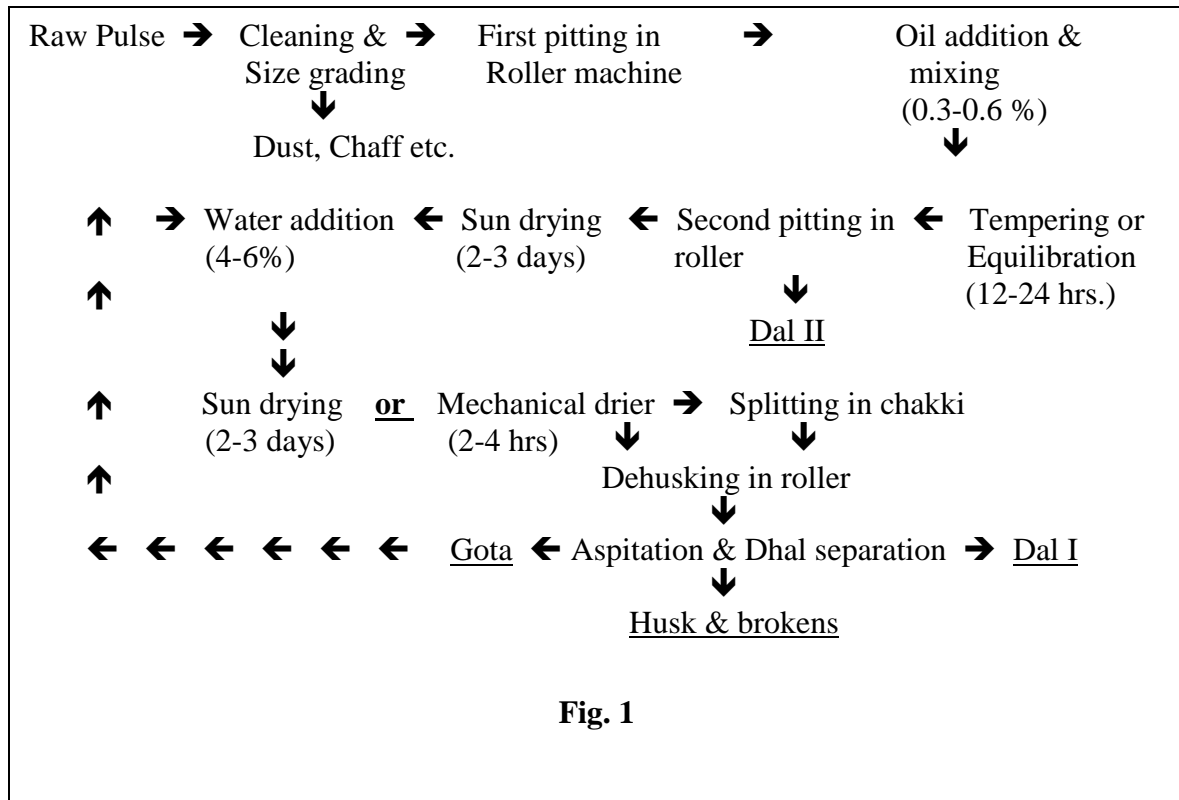 Raw Pulse → Cleaning & → First pitting in → Oil addition &
Size grading Roller machine mixing
↓ (0.3-0.6 %)
Dust, Chaff etc. ↓
↑ → Water addition ← Sun drying ← Second pitting in ← Tempering or
(4-6%) (2-3 days) roller Equilibration
↑ ↓ (12-24 hrs.)
↓ Dal II
↓
↑ Sun drying or Mechanical drier → Splitting in chakki
(2-3 days) (2-4 hrs) ↓ ↓
↑ Dehusking in roller
↓
← ← ← ← ← ← Gota ← Aspitation & Dhal separation → Dal I
↓
Husk & brokens
Fig. 1